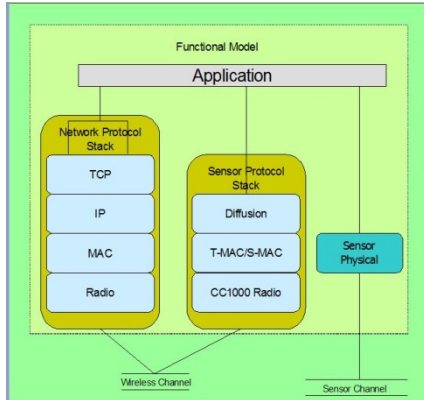 Functional Model
Application
Network Protocol
Stack
TCP
IP
MAC
Radio
Sensor Protocol
Stack
Diffusion
T-MAC/S-MAC
CC1000 Radio
Sensor
Physical
Wireless Channel
Sensor Channel